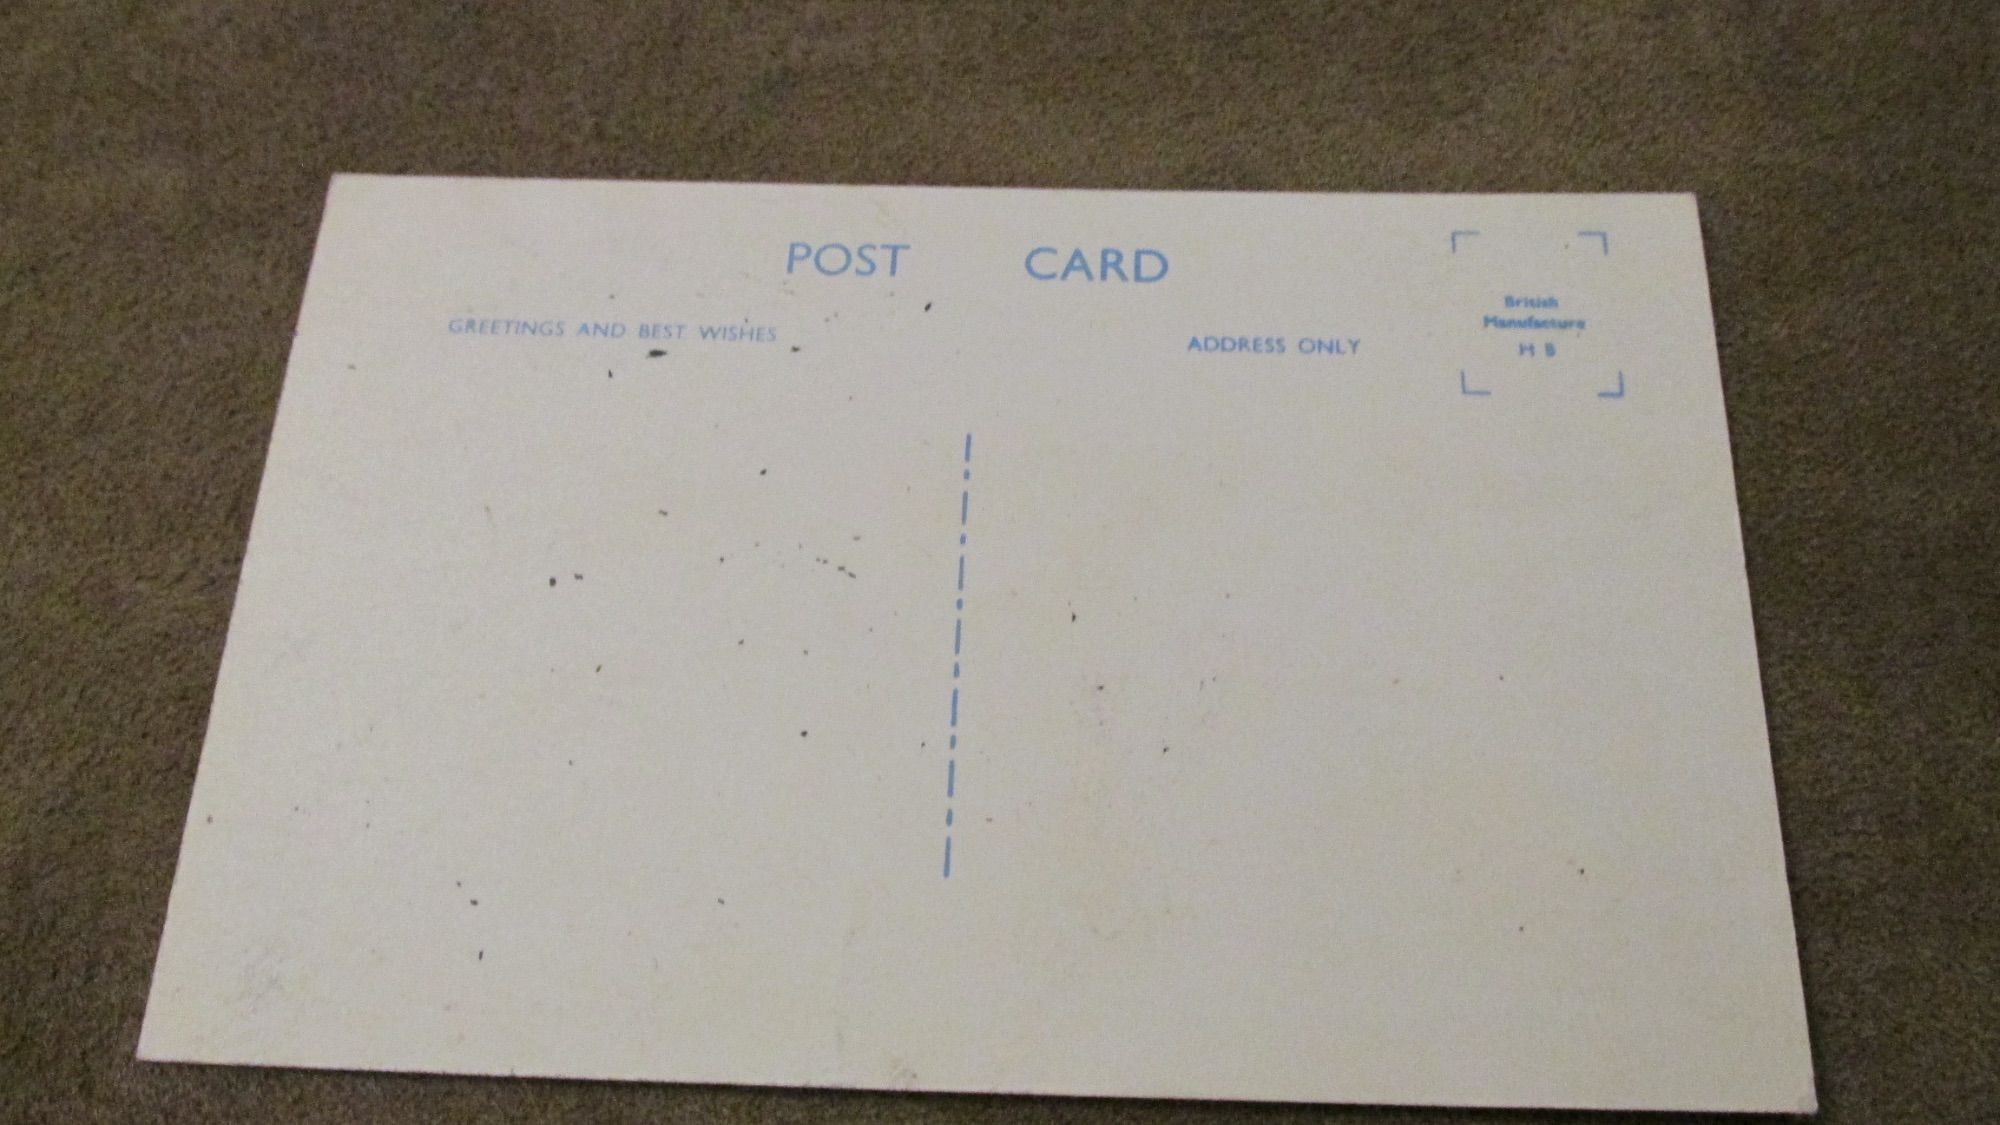 POST CARD
GREETINGS AND BEST WISHES
ADDRESS ONLY
British
Manufacture
H B